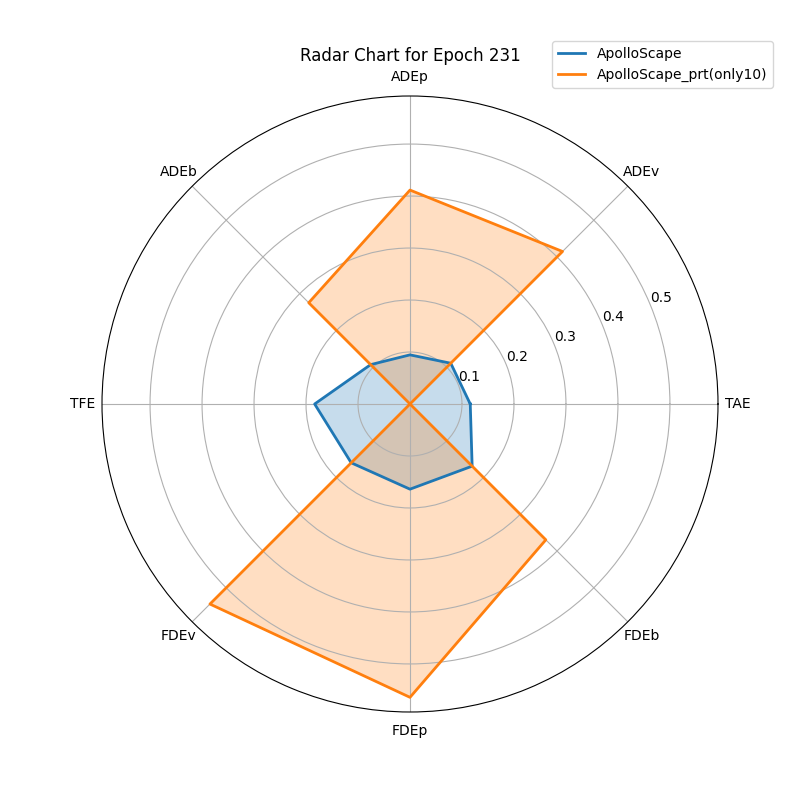 Radar Chart for Epoch 231
ApolloScape
ApolloScape_prt(only10)
ADEp
ADEb
ADEv
0.5
0.4
0.3
0.2
0.1
TFE
TAE
FDEv
FDEb
FDEp